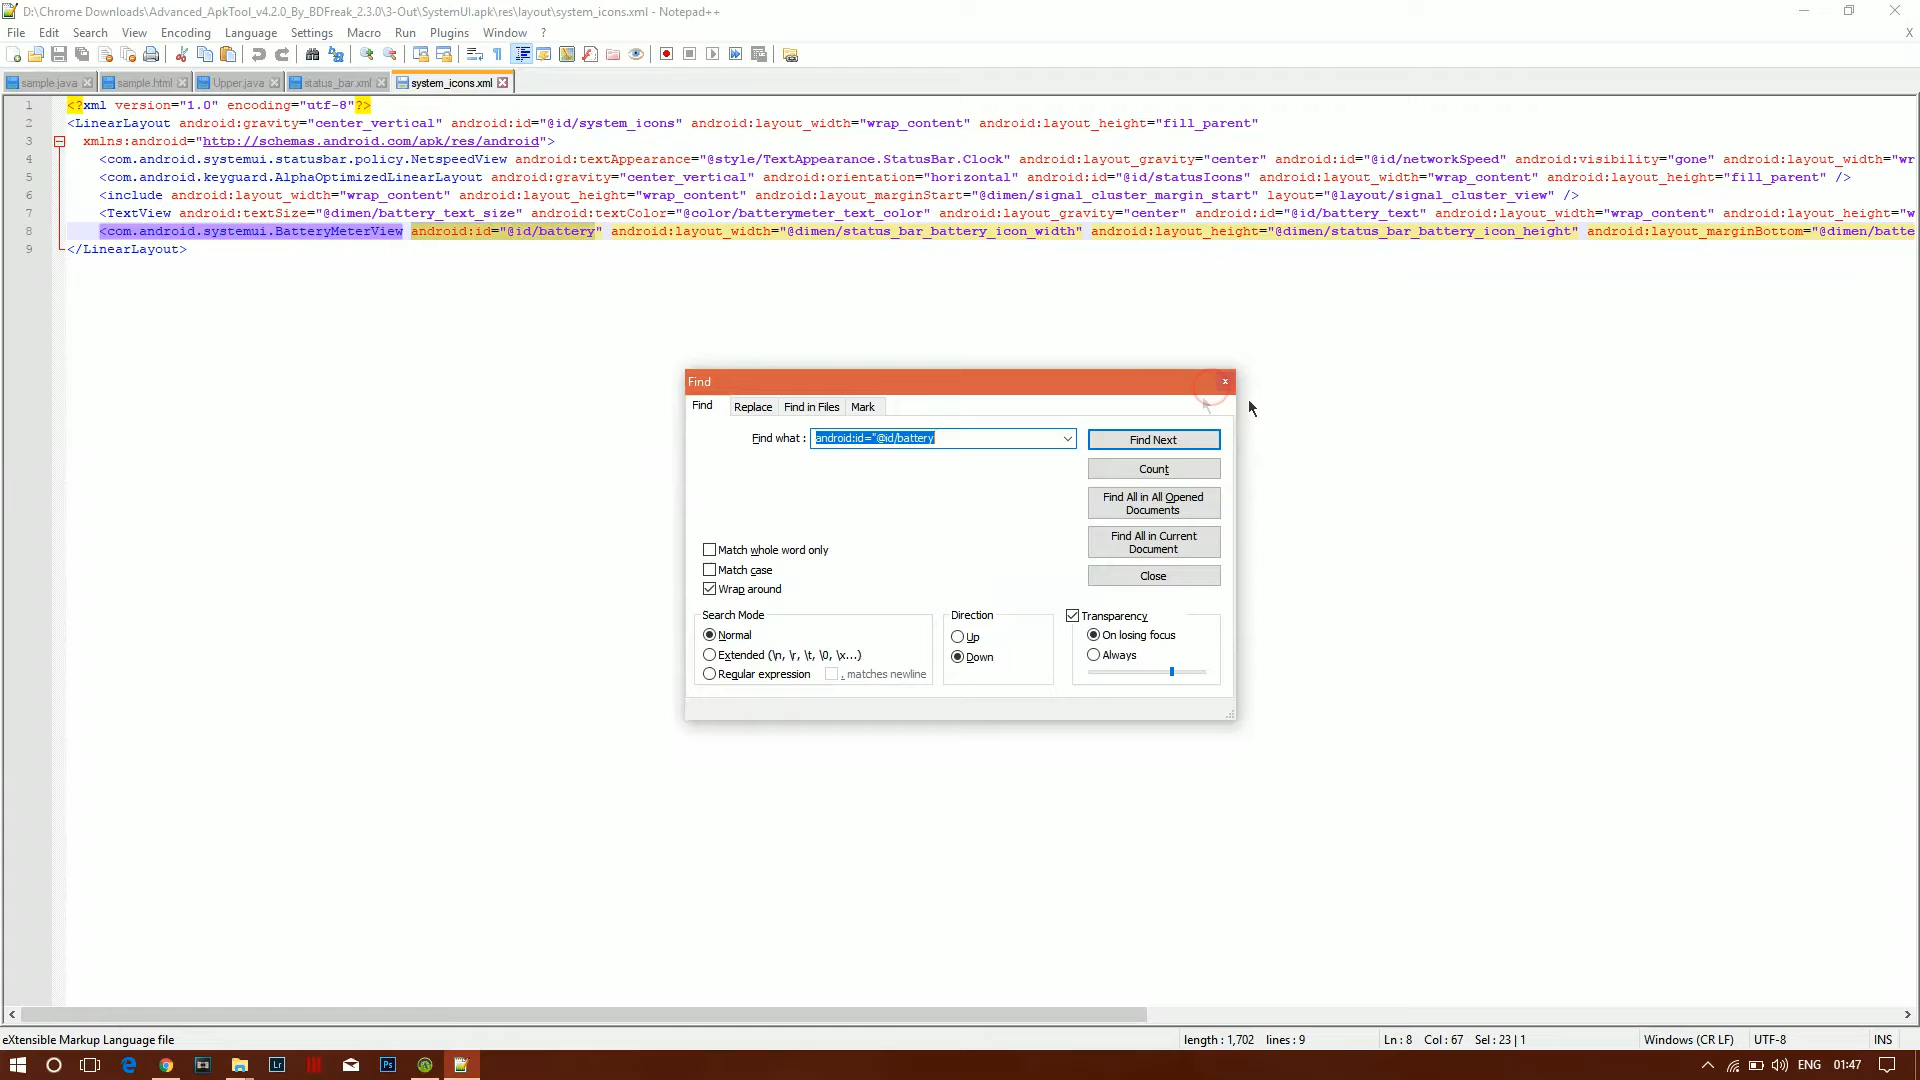 D:\Chrome Downloads\Advanced_ApkTool_v4.2.0_By_BDFreak_2.3.0\3-Out\SystemUI.apk\res\layout\system_icons.xml - Notepad++
File Edit Search View Encoding Language Settings Macro Run Plugins Window ? X
sample.java sample.html Upper.java status_bar.xml system_icons.xml
1 <?xml version="1.0" encoding="utf-8"?>
2 <LinearLayout android:gravity="center_vertical" android:id="@id/system_icons" android:layout_width="wrap_content" android:layout_height="fill_parent"
3 xmlns:android="http://schemas.android.com/apk/res/android">
4 <com.android.systemui.statusbar.policy.NetspeedView android:textAppearance="@style/TextAppearance.StatusBar.Clock" android:layout_gravity="center" android:id="@id/networkSpeed" android:visibility="gone" android:layout_width="wr
5 <com.android.keyguard.AlphaOptimizedLinearLayout android:gravity="center_vertical" android:orientation="horizontal" android:id="@id/statusIcons" android:layout_width="wrap_content" android:layout_height="fill_parent" />
6 <include android:layout_width="wrap_content" android:layout_height="wrap_content" android:layout_marginStart="@dimen/signal_cluster_margin_start" layout="@layout/signal_cluster_view" />
7 <TextView android:textSize="@dimen/battery_text_size" android:textColor="@color/batterymeter_text_color" android:layout_gravity="center" android:id="@id/battery_text" android:layout_width="wrap_content" android:layout_height="w
8 <com.android.systemui.BatteryMeterView android:id="@id/battery" android:layout_width="@dimen/status_bar_battery_icon_width" android:layout_height="@dimen/status_bar_battery_icon_height" android:layout_marginBottom="@dimen/batte
9 </LinearLayout>
Find
Find Replace Find in Files Mark
Find what : android:id="@id/battery Find Next
Count
Find All in All Opened
Documents
Find All in Current
Document
Match whole word only
Match case
Close
Wrap around
Search Mode Direction Transparency
Normal Up On losing focus
Extended (\n, \r, \t, \0, \x...) Down Always
Regular expression . matches newline
eXtensible Markup Language file length : 1,702 lines : 9 Ln : 8 Col : 67 Sel : 23 | 1 Windows (CR LF) UTF-8 INS
Lr Ps ENG 01:47